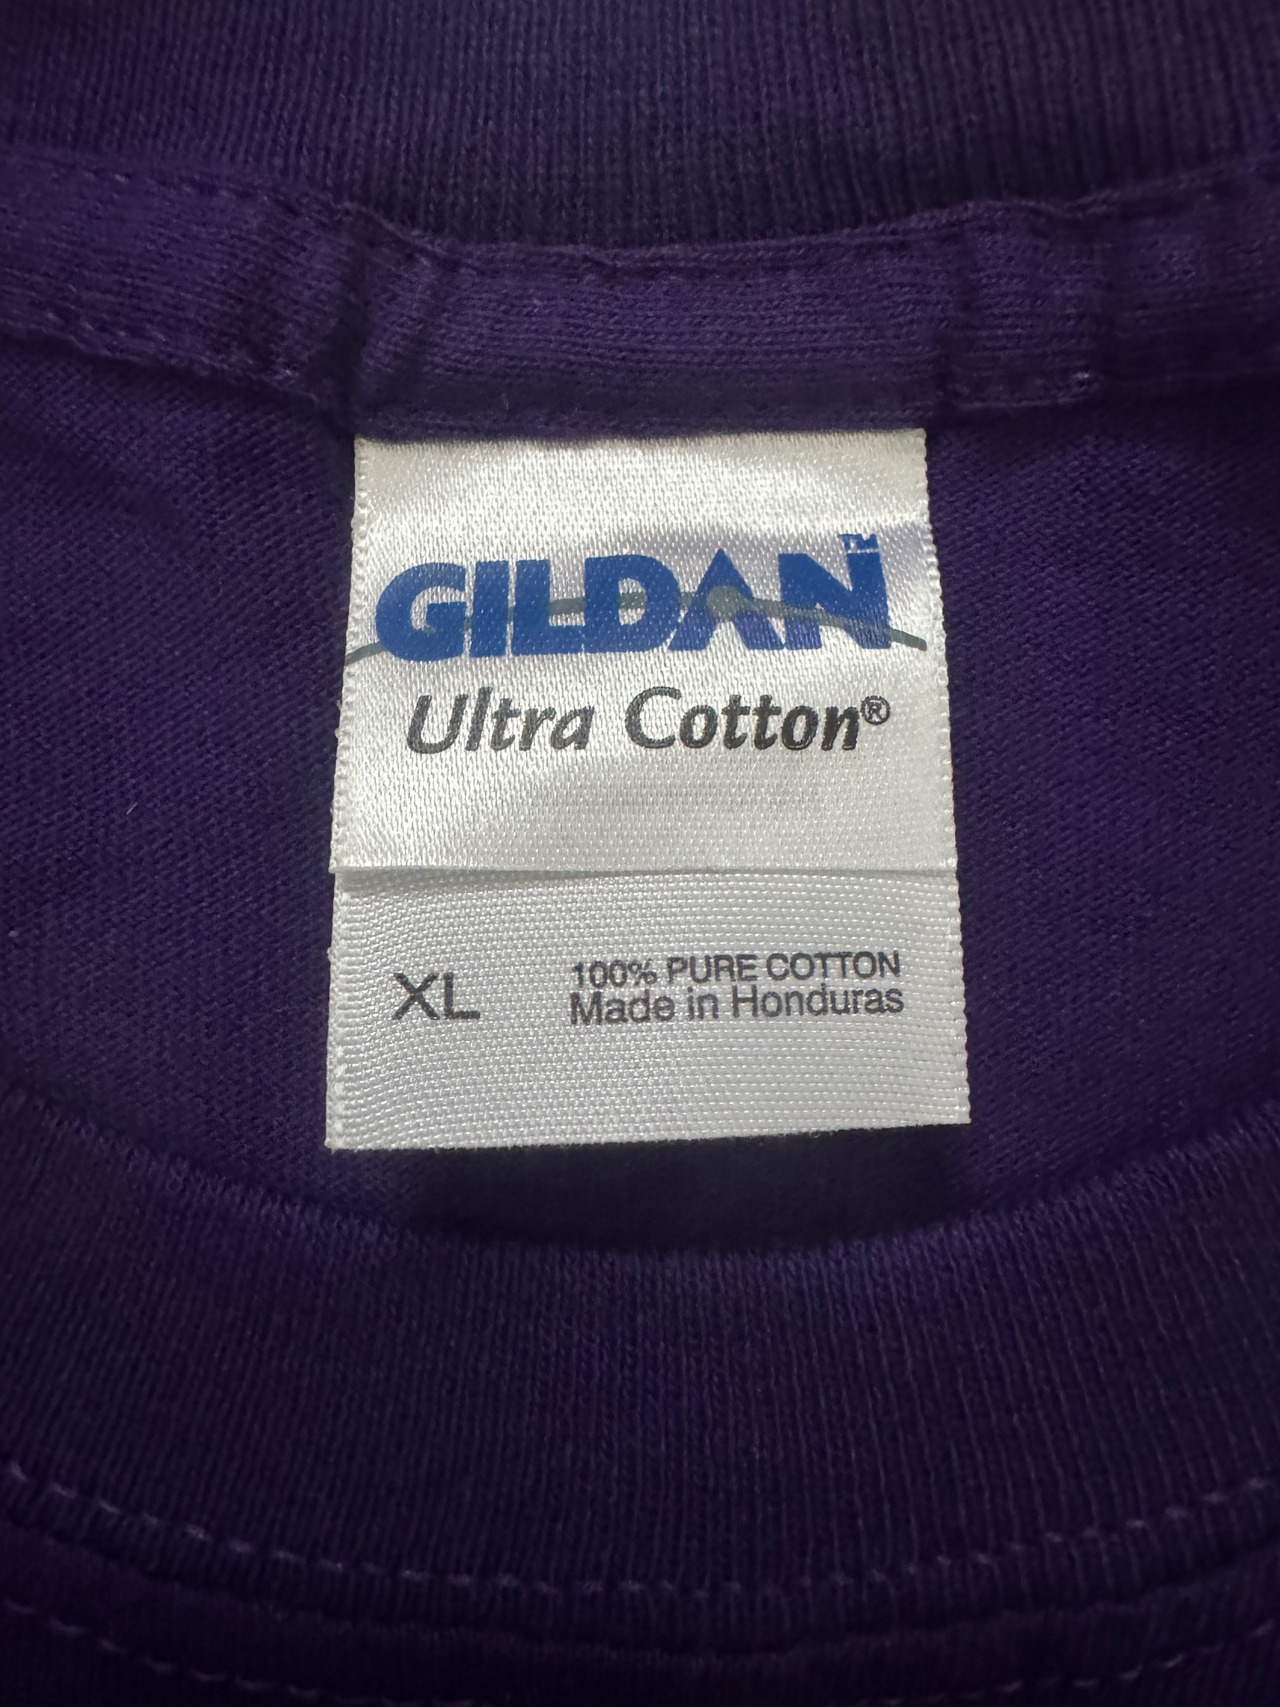 GILDAN™
Ultra Cotton®
XL
100% PURE COTTON
Made in Honduras